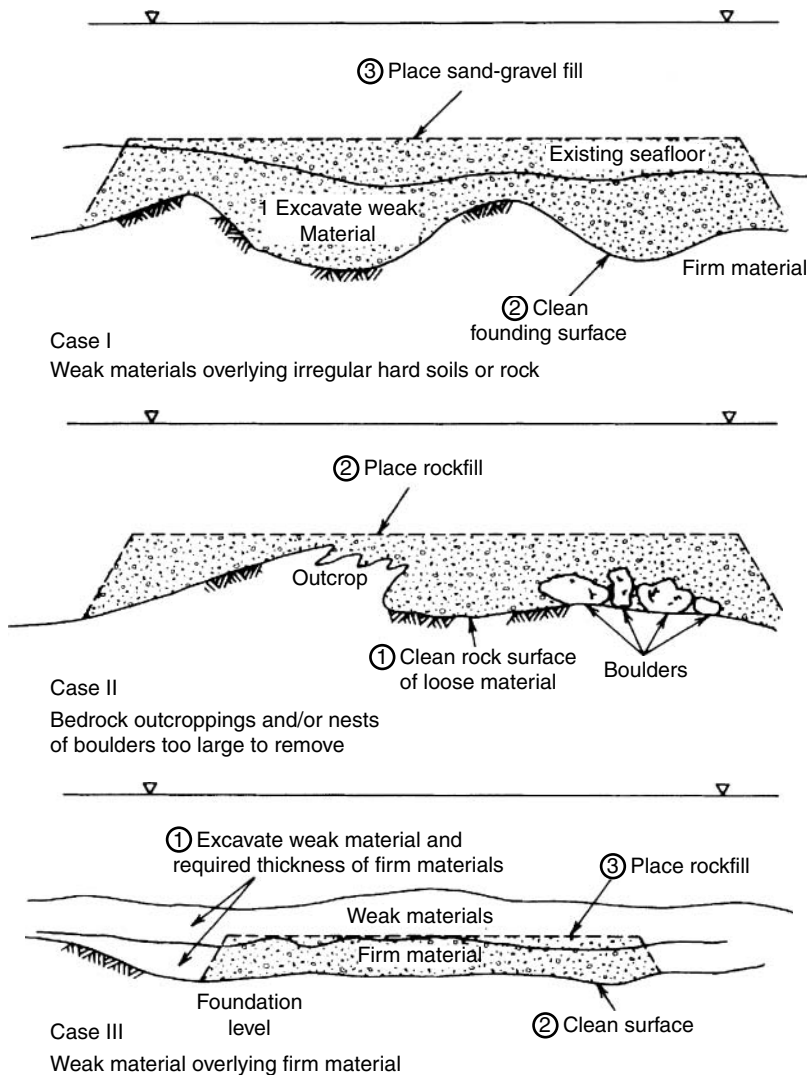 ③ Place sand-gravel fill
Existing seafloor
1 Excavate weak
Material
Firm material
② Clean
founding surface
Case I
Weak materials overlying irregular hard soils or rock
② Place rockfill
Outcrop
① Clean rock surface
of loose material
Boulders
Case II
Bedrock outcroppings and/or nests
of boulders too large to remove
① Excavate weak material and
required thickness of firm materials
③ Place rockfill
Weak materials
Firm material
Foundation
level
② Clean surface
Case III
Weak material overlying firm material